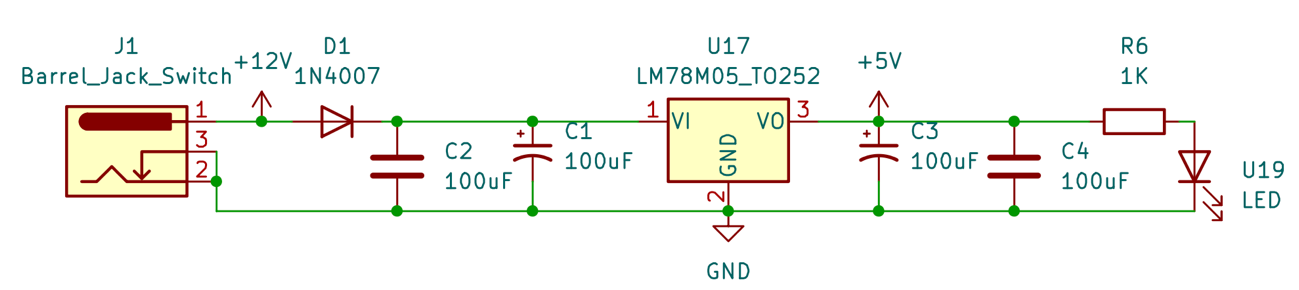 J1
Barrel_Jack_Switch
1
3
2
+12V
D1
1N4007
C2
100uF
+
C1
100uF
U17
LM78M05_TO252
1
VI
VO
3
GND
2
GND
+5V
+
C3
100uF
C4
100uF
R6
1K
U19
LED